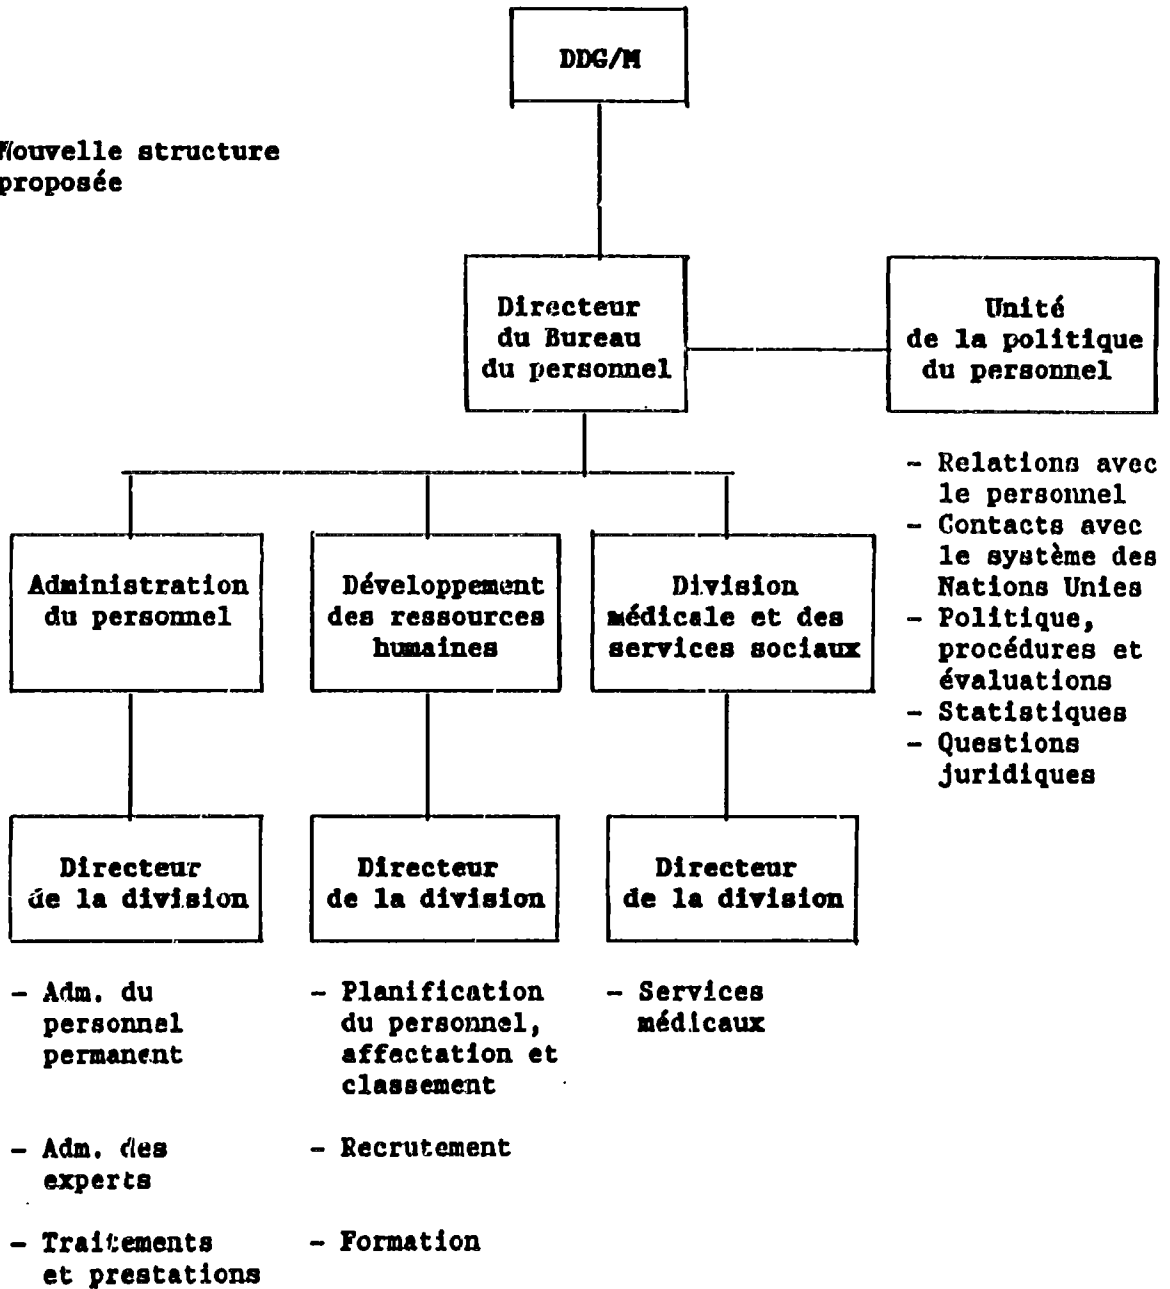 DDG/M
Nouvelle structure
proposée
Directeur
du Bureau
du personnel
Unité
de la politique
du personnel
- Relations avec
le personnel
- Contacts avec
le système des
Nations Unies
- Politique,
procédures et
évaluations
- Statistiques
- Questions
juridiques
Administration
du personnel
Développement
des ressources
humaines
Division
médicale et des
services sociaux
Directeur
de la division
Directeur
de la division
Directeur
de la division
- Adm. du
personnel
permanent
- Adm. des
experts
- Traitements
et prestations
- Planification
du personnel,
affectation et
classement
- Recrutement
- Formation
- Services
médicaux